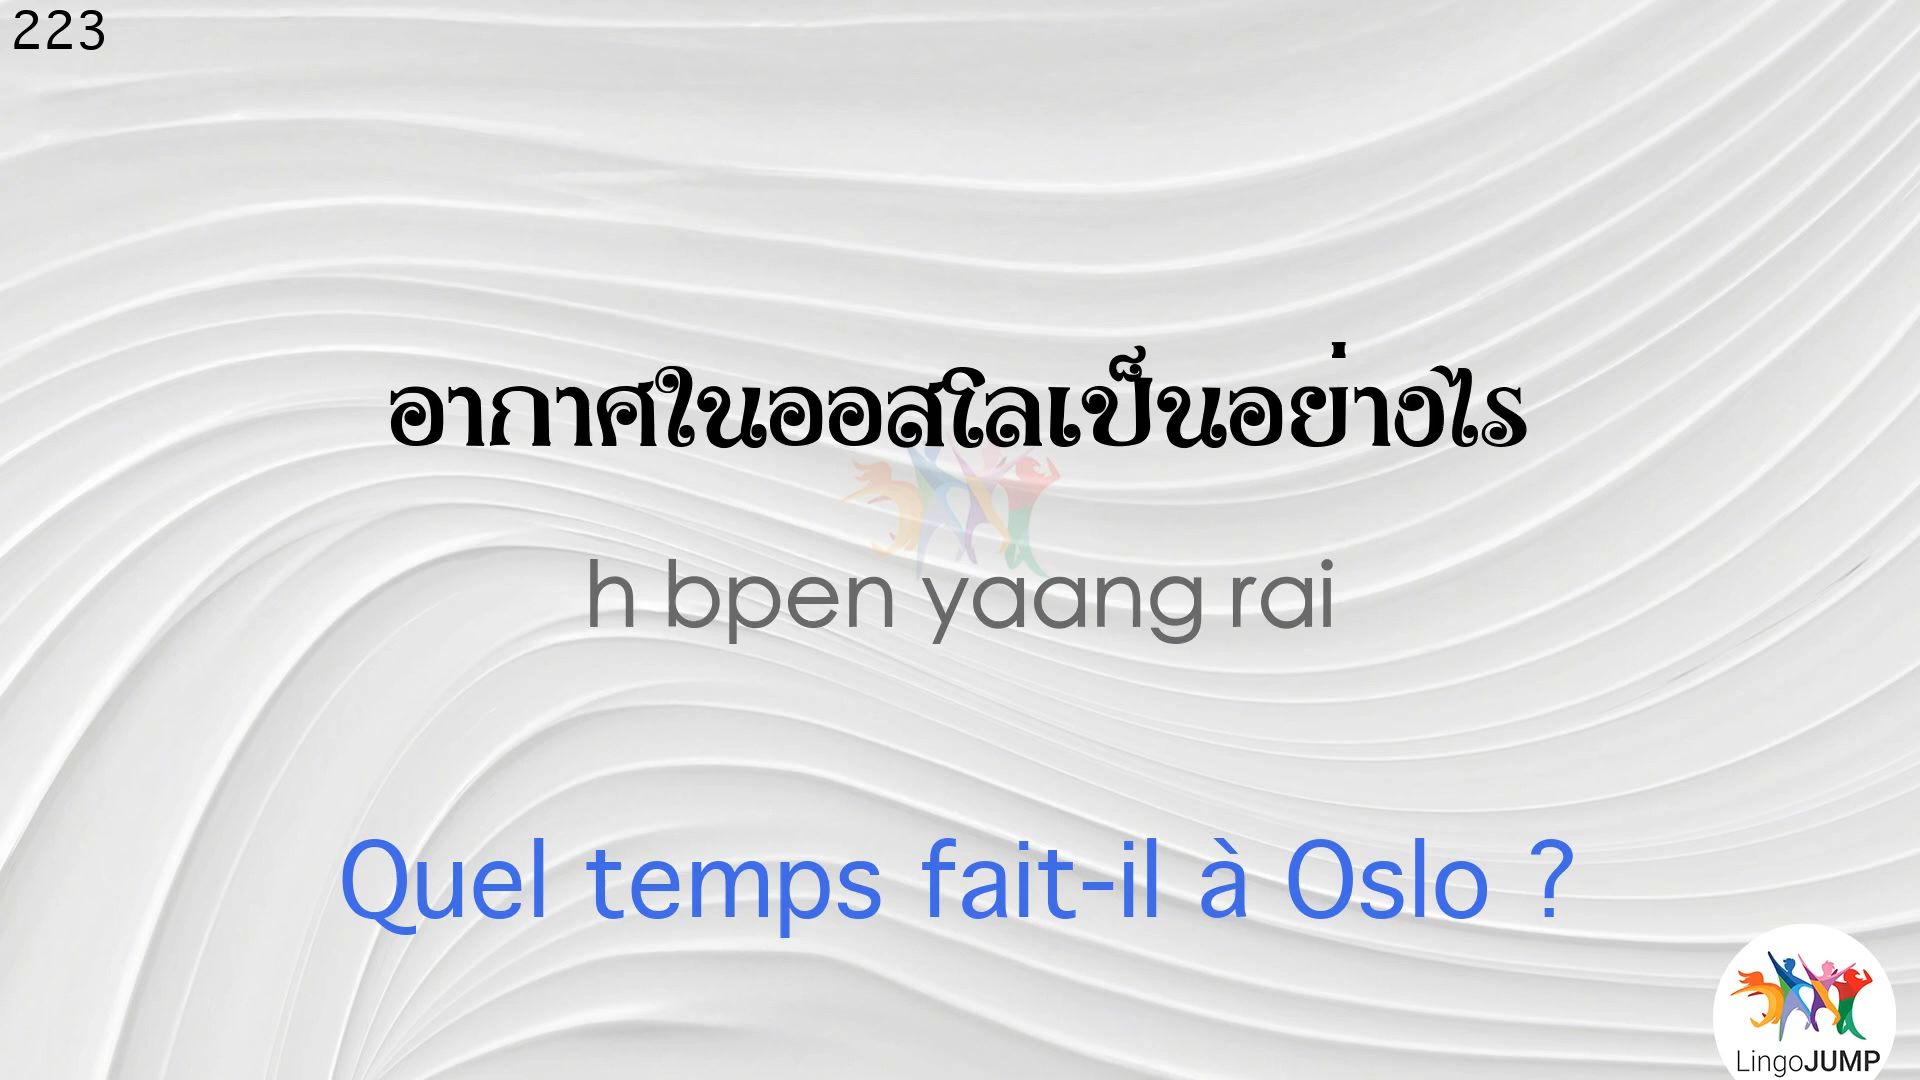 223
อากาศในออสโลเป็นอย่างไร
h bpen yaang rai
Quel temps fait-il à Oslo ?
LingoJUMP